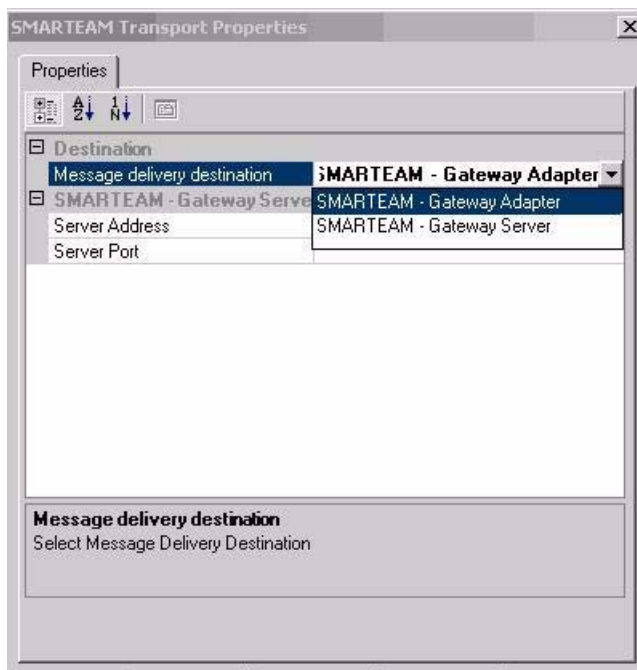 SMARTEAM Transport Properties
Properties
Destination
Message delivery destination SMARTEAM - Gateway Adapter
SMARTEAM - Gateway Serve
SMARTEAM - Gateway Adapter
Server Address
SMARTEAM - Gateway Server
Server Port
Message delivery destination
Select Message Delivery Destination